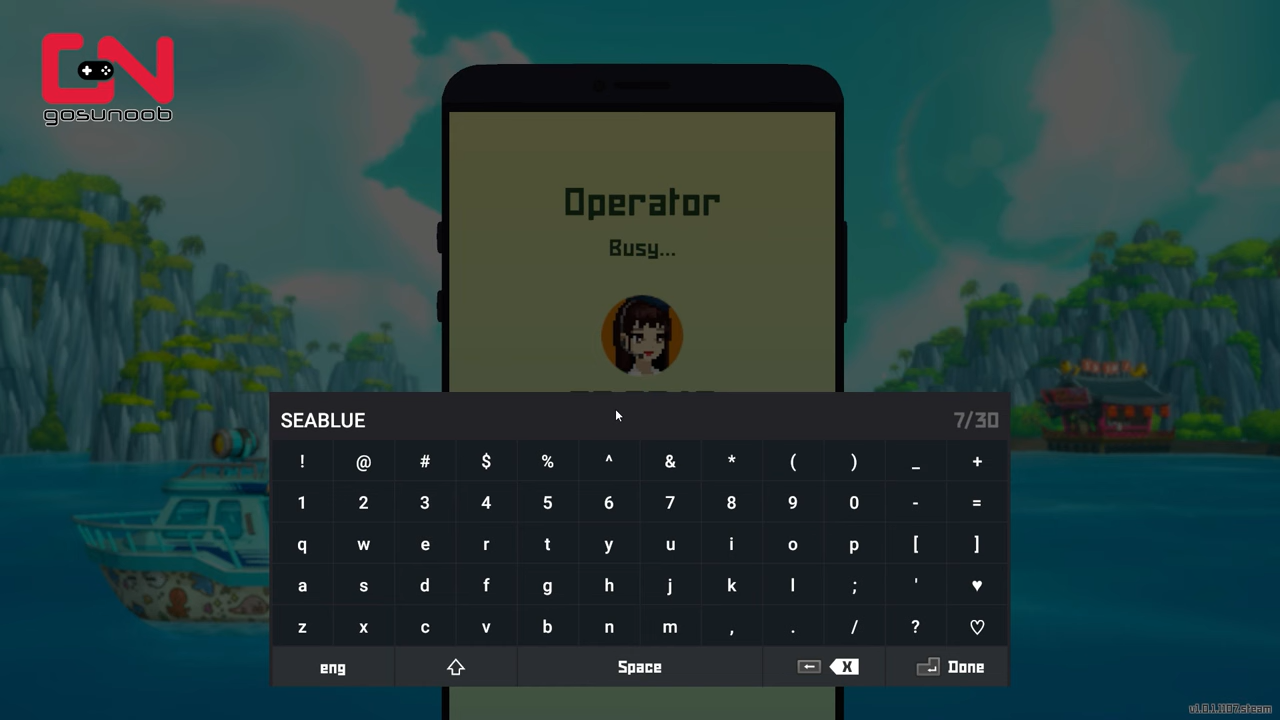 gosunoob
Operator
Busy...
SEABLUE 7/30
! @ # $ % ^ & * ( ) _ +
1 2 3 4 5 6 7 8 9 0 - =
q w e r t y u i o p [ ]
a s d f g h j k l ; ' ♥
z x c v b n m , . / ? ♡
eng Space X Done